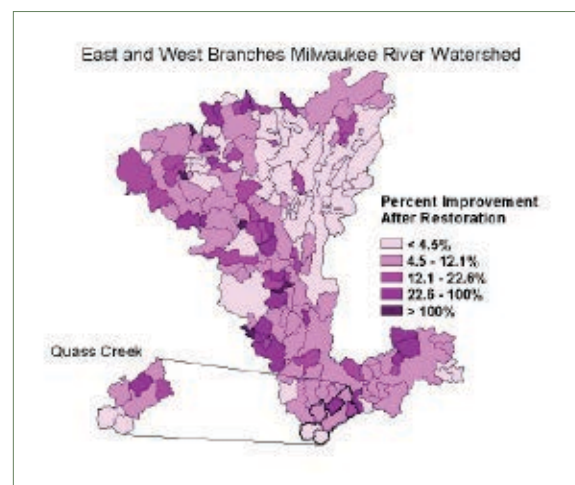 East and West Branches Milwaukee River Watershed
Percent Improvement
After Restoration
< 4.5%
4.5 - 12.1%
12.1 - 22.6%
22.6 - 100%
> 100%
Quass Creek